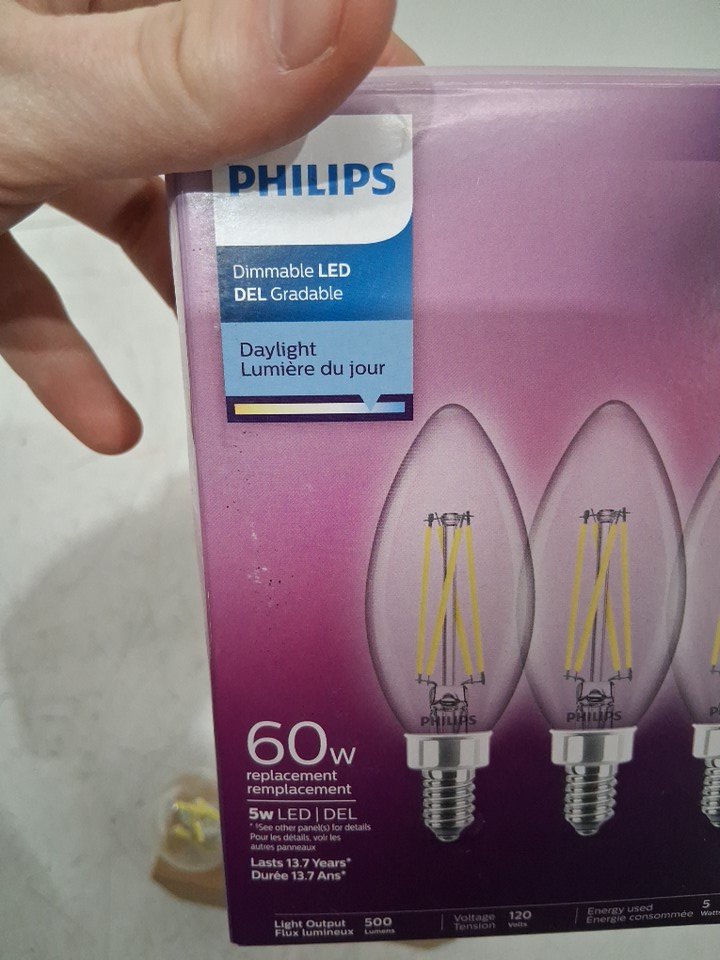 PHILIPS
Dimmable LED
DEL Gradable
Daylight
Lumière du jour
PHILIPS
PHILIPS
60w
replacement
remplacement
5w LED | DEL
* †See other panel(s) for details
Pour les détails, voir les
autres panneaux
Lasts 13.7 Years*
Durée 13.7 Ans*
Light Output 500
Flux lumineux Lumens
Voltage 120
Tension Volts
Energy used 5
Energie consommée